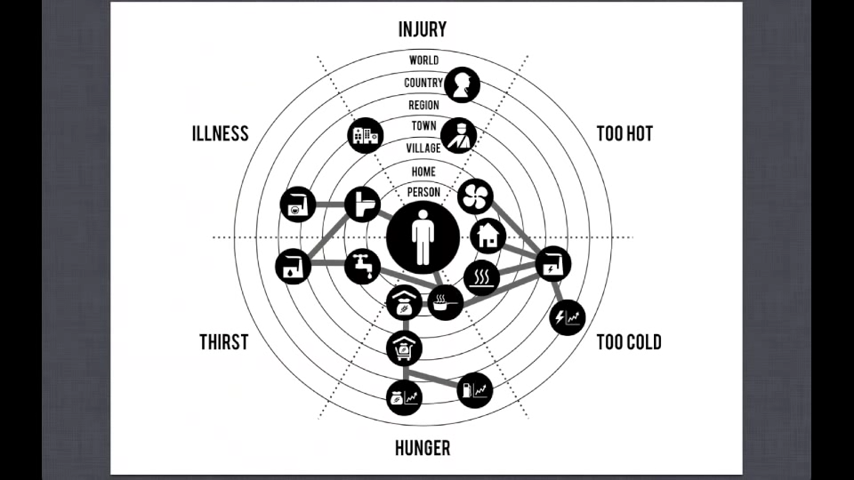 INJURY
WORLD
COUNTRY
REGION
ILLNESS
TOO HOT
TOWN
VILLAGE
HOME
PERSON
THIRST
TOO COLD
HUNGER